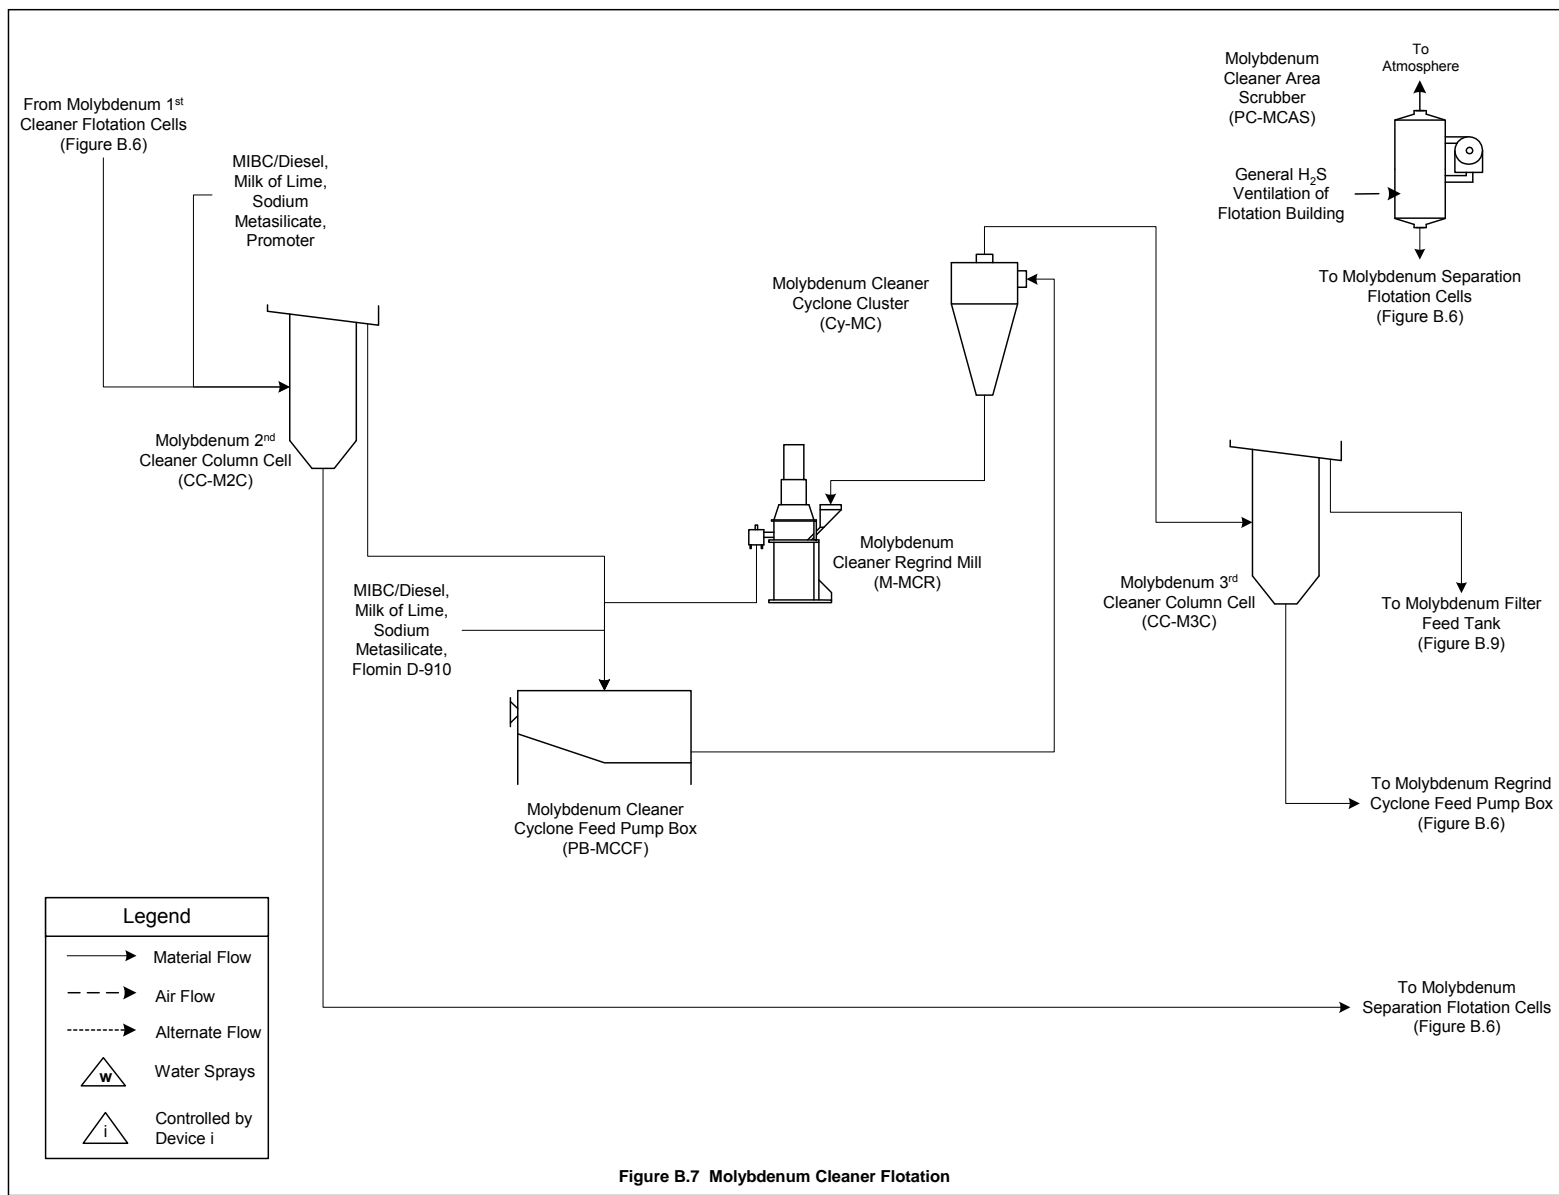 From Molybdenum 1st
Cleaner Flotation Cells
(Figure B.6)
MIBC/Diesel,
Milk of Lime,
Sodium
Metasilicate,
Promoter
Molybdenum 2nd
Cleaner Column Cell
(CC-M2C)
MIBC/Diesel,
Milk of Lime,
Sodium
Metasilicate,
Flomin D-910
Molybdenum Cleaner
Cyclone Feed Pump Box
(PB-MCCF)
Molybdenum
Cleaner Regrind Mill
(M-MCR)
Molybdenum Cleaner
Cyclone Cluster
(Cy-MC)
Molybdenum
Cleaner Area
Scrubber
(PC-MCAS)
To
Atmosphere
General H2S
Ventilation of
Flotation Building
To Molybdenum Separation
Flotation Cells
(Figure B.6)
Molybdenum 3rd
Cleaner Column Cell
(CC-M3C)
To Molybdenum Filter
Feed Tank
(Figure B.9)
To Molybdenum Regrind
Cyclone Feed Pump Box
(Figure B.6)
To Molybdenum
Separation Flotation Cells
(Figure B.6)
Legend
Material Flow
Air Flow
Alternate Flow
w Water Sprays
i Controlled by
Device i
Figure B.7 Molybdenum Cleaner Flotation